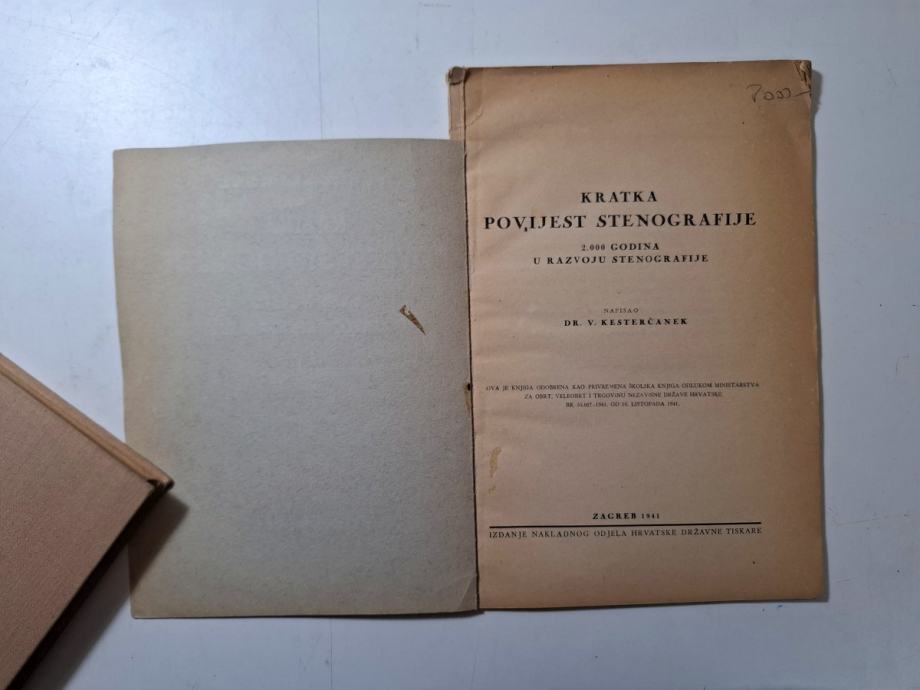 KRATKA
POVIJEST STENOGRAFIJE
2.000 GODINA
U RAZVOJU STENOGRAFIJE
NAPISAO
DR. V. KESTERČANEK
OVA JE KNJIGA ODOBRENA KAO PRIVREMENA ŠKOLSKA KNJIGA ODLUKOM MINISTARSTVA
ZA OBRT, VELEOBRT I TRGOVINU NEZAVISNE DRŽAVE HRVATSKE
LISTOPADA 1941.
ZAGREB 1941
IZDANJE NAKLADNOG ODJELA HRVATSKE DRŽAVNE TISKARE